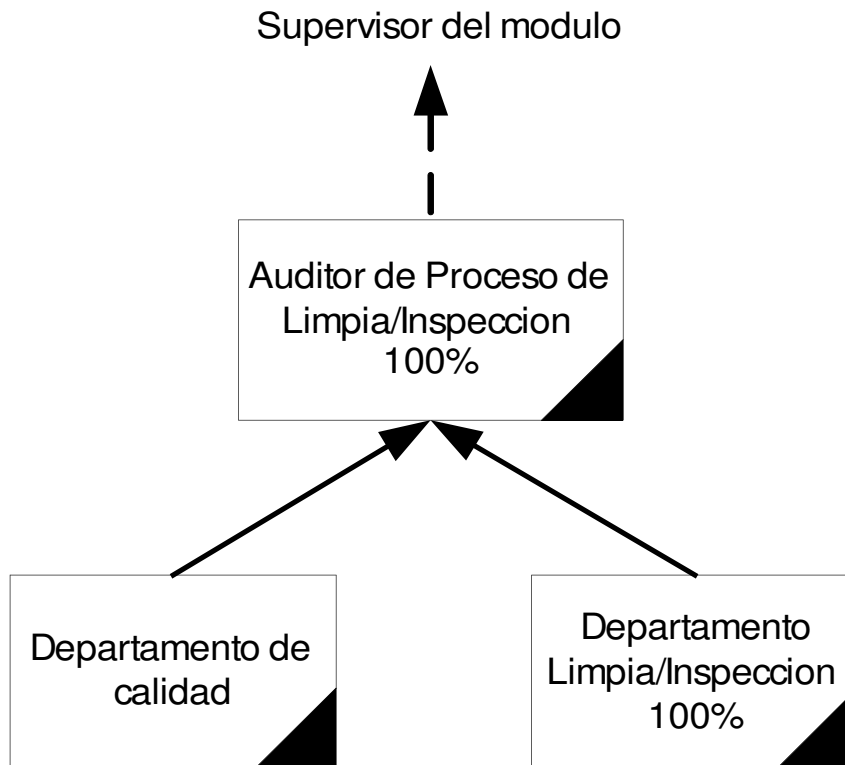 Supervisor del modulo
Auditor de Proceso de
Limpia/Inspeccion
100%
Departamento de
calidad
Departamento
Limpia/Inspeccion
100%